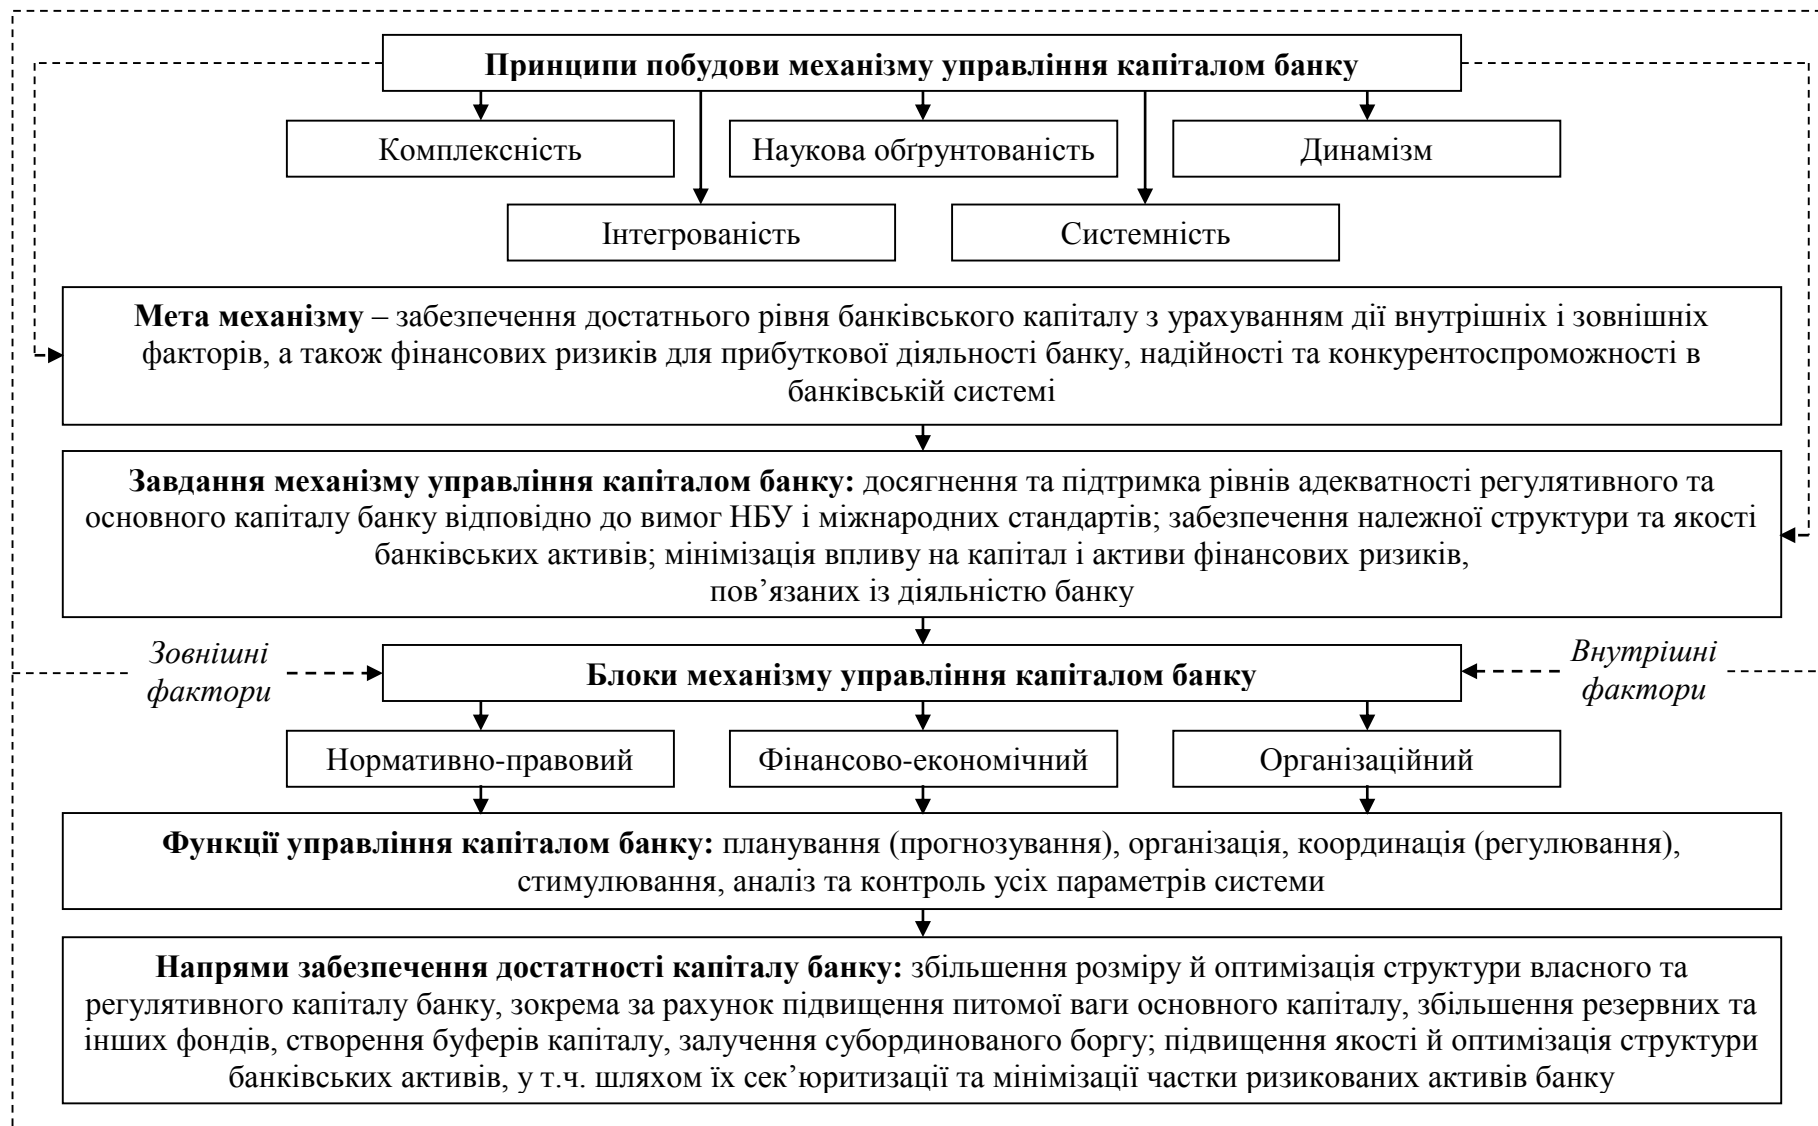 Принципи побудови механізму управління капіталом банку
Комплексність
Наукова обґрунтованість
Динамізм
Інтегрованість
Системність
Мета механізму – забезпечення достатнього рівня банківського капіталу з урахуванням дії внутрішніх і зовнішніх
факторів, а також фінансових ризиків для прибуткової діяльності банку, надійності та конкурентоспроможності в
банківській системі
Завдання механізму управління капіталом банку: досягнення та підтримка рівнів адекватності регулятивного та
основного капіталу банку відповідно до вимог НБУ і міжнародних стандартів; забезпечення належної структури та якості
банківських активів; мінімізація впливу на капітал і активи фінансових ризиків,
пов’язаних із діяльністю банку
Зовнішні
фактори
Блоки механізму управління капіталом банку
Внутрішні
фактори
Нормативно-правовий
Фінансово-економічний
Організаційний
Функції управління капіталом банку: планування (прогнозування), організація, координація (регулювання),
стимулювання, аналіз та контроль усіх параметрів системи
Напрями забезпечення достатності капіталу банку: збільшення розміру й оптимізація структури власного та
регулятивного капіталу банку, зокрема за рахунок підвищення питомої ваги основного капіталу, збільшення резервних та
інших фондів, створення буферів капіталу, залучення субординованого боргу; підвищення якості й оптимізація структури
банківських активів, у т.ч. шляхом їх сек’юритизації та мінімізації частки ризикованих активів банку